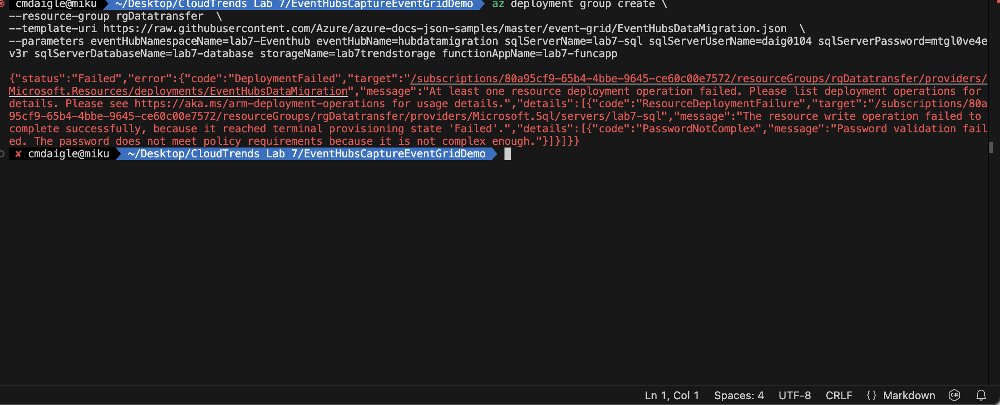 cmdaigle@miku ~/Desktop/CloudTrends Lab 7/EventHubsCaptureEventGridDemo az deployment group create \
--resource-group rgDatatransfer \
--template-uri https://raw.githubusercontent.com/Azure/azure-docs-json-samples/master/event-grid/EventHubsDataMigration.json \
--parameters eventHubNamespaceName=lab7-Eventhub eventHubName=hubdatamigration sqlServerName=lab7-sql sqlServerUserName=daig0104 sqlServerPassword=mtgl0ve4e
v3r sqlServerDatabaseName=lab7-database storageName=lab7trendstorage functionAppName=lab7-funcapp
{"status":"Failed","error":{"code":"DeploymentFailed","target":"/subscriptions/80a95cf9-65b4-4bbe-9645-ce60c00e7572/resourceGroups/rgDatatransfer/providers/
Microsoft.Resources/deployments/EventHubsDataMigration","message":"At least one resource deployment operation failed. Please list deployment operations for
details. Please see https://aka.ms/arm-deployment-operations for usage details.","details":[{"code":"ResourceDeploymentFailure","target":"/subscriptions/80a
95cf9-65b4-4bbe-9645-ce60c00e7572/resourceGroups/rgDatatransfer/providers/Microsoft.Sql/servers/lab7-sql","message":"The resource write operation failed to
complete successfully, because it reached terminal provisioning state 'Failed'.","details":[{"code":"PasswordNotComplex","message":"Password validation fail
ed. The password does not meet policy requirements because it is not complex enough."}]}]}}
✘ cmdaigle@miku ~/Desktop/CloudTrends Lab 7/EventHubsCaptureEventGridDemo
Ln 1, Col 1 Spaces: 4 UTF-8 CRLF {} Markdown C#